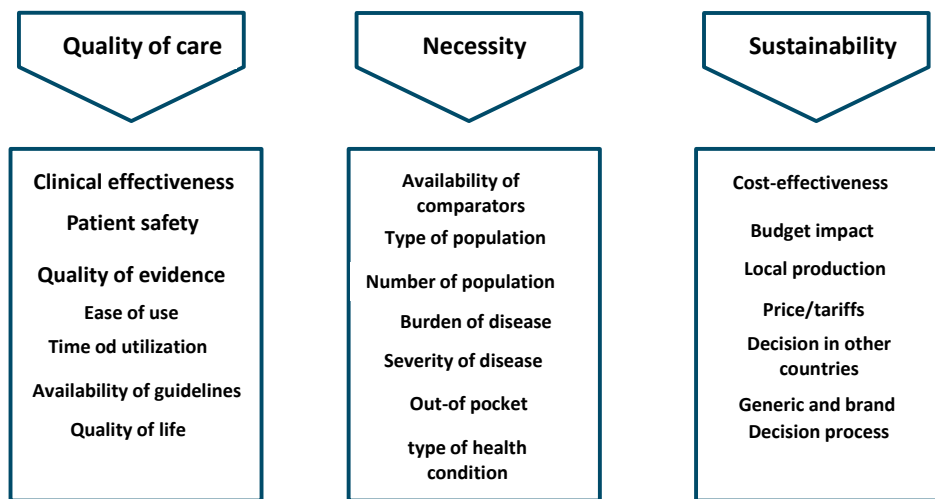 Quality of care
Clinical effectiveness
Patient safety
Quality of evidence
Ease of use
Time od utilization
Availability of guidelines
Quality of life
Necessity
Availability of
comparators
Type of population
Number of population
Burden of disease
Severity of disease
Out-of pocket
type of health
condition
Sustainability
Cost-effectiveness
Budget impact
Local production
Price/tariffs
Decision in other
countries
Generic and brand
Decision process